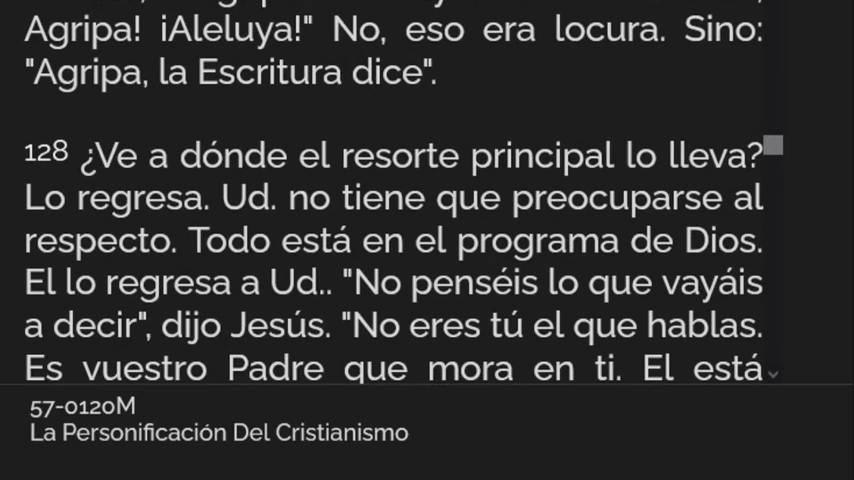 Agripa! ¡Aleluya!" No, eso era locura. Sino:
"Agripa, la Escritura dice".
128 ¿Ve a dónde el resorte principal lo lleva?
Lo regresa. Ud. no tiene que preocuparse al
respecto. Todo está en el programa de Dios.
El lo regresa a Ud.. "No penséis lo que vayáis
a decir", dijo Jesús. "No eres tú el que hablas.
Es vuestro Padre que mora en ti. El está
57-0120M
La Personificación Del Cristianismo